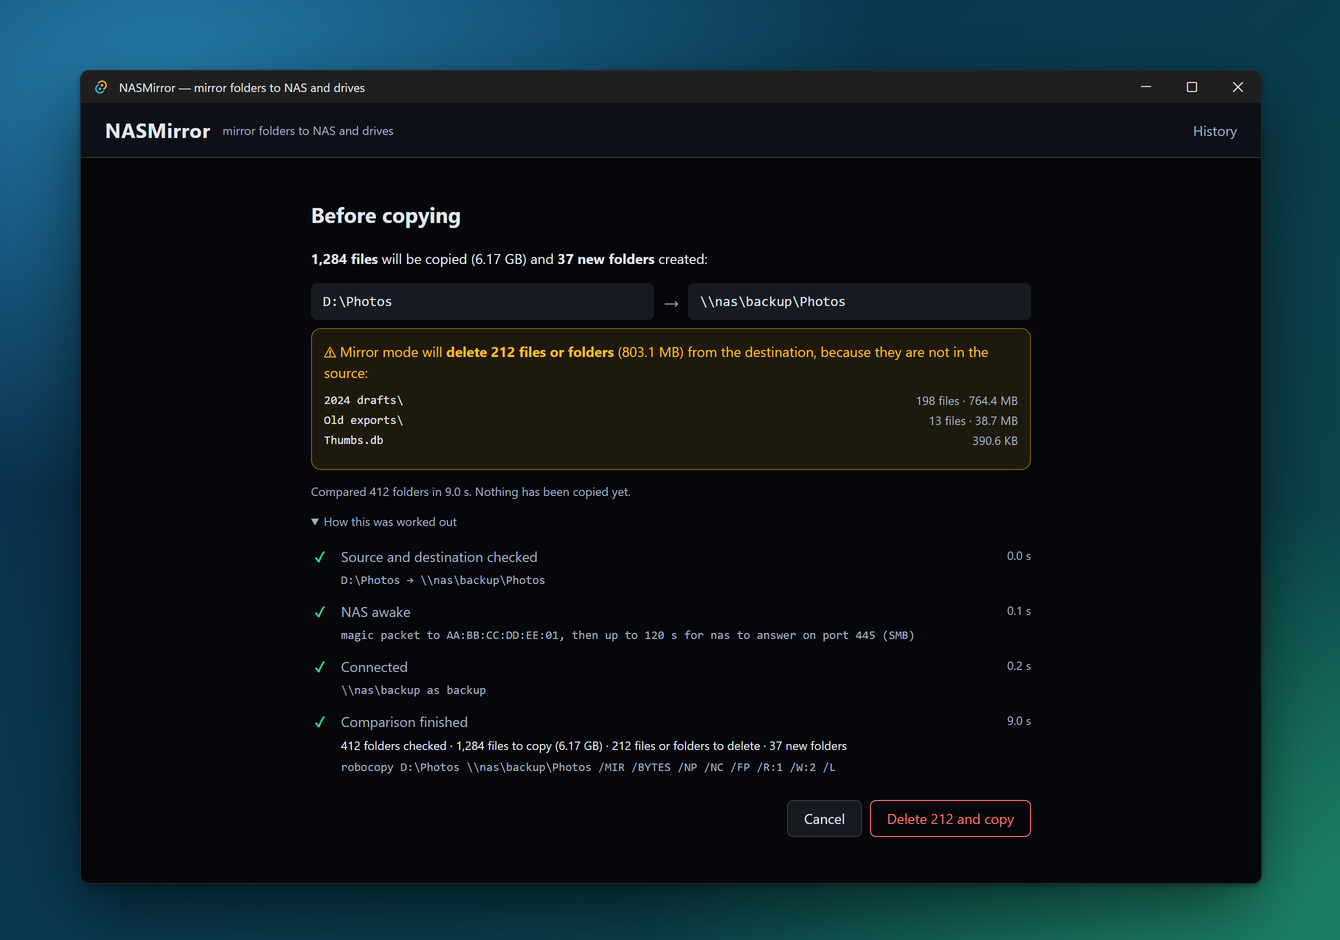 NASMirror — mirror folders to NAS and drives
NASMirror mirror folders to NAS and drives History
Before copying
1,284 files will be copied (6.17 GB) and 37 new folders created:
D:\Photos → \\nas\backup\Photos
⚠ Mirror mode will delete 212 files or folders (803.1 MB) from the destination, because they are not in the
source:
2024 drafts\ 198 files · 764.4 MB
Old exports\ 13 files · 38.7 MB
Thumbs.db 390.6 KB
Compared 412 folders in 9.0 s. Nothing has been copied yet.
▼ How this was worked out
✓ Source and destination checked 0.0 s
D:\Photos → \\nas\backup\Photos
✓ NAS awake 0.1 s
magic packet to AA:BB:CC:DD:EE:01, then up to 120 s for nas to answer on port 445 (SMB)
✓ Connected 0.2 s
\\nas\backup as backup
✓ Comparison finished 9.0 s
412 folders checked · 1,284 files to copy (6.17 GB) · 212 files or folders to delete · 37 new folders
robocopy D:\Photos \\nas\backup\Photos /MIR /BYTES /NP /NC /FP /R:1 /W:2 /L
Cancel Delete 212 and copy